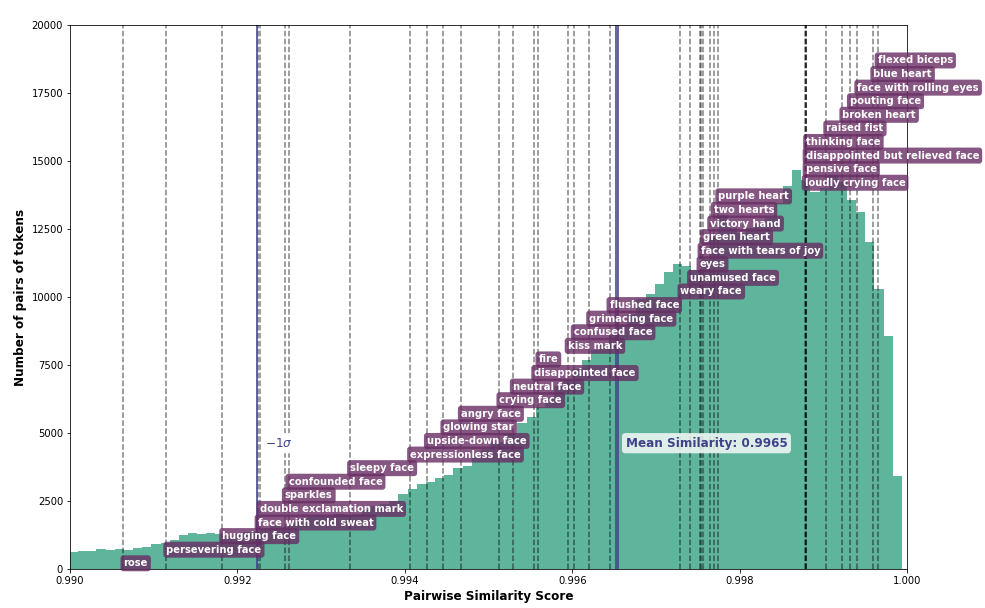 20000
17500
15000
12500
10000
7500
5000
2500
0
Number of pairs of tokens
flexed biceps
blue heart
face with rolling eyes
pouting face
broken heart
raised fist
thinking face
disappointed but relieved face
pensive face
loudly crying face
purple heart
two hearts
victory hand
green heart
face with tears of joy
eyes
unamused face
weary face
flushed face
grimacing face
confused face
kiss mark
fire
disappointed face
neutral face
crying face
angry face
glowing star
upside-down face
expressionless face
sleepy face
confounded face
sparkles
double exclamation mark
face with cold sweat
hugging face
persevering face
rose
−1σ
Mean Similarity: 0.9965
0.990 0.992 0.994 0.996 0.998 1.000
Pairwise Similarity Score